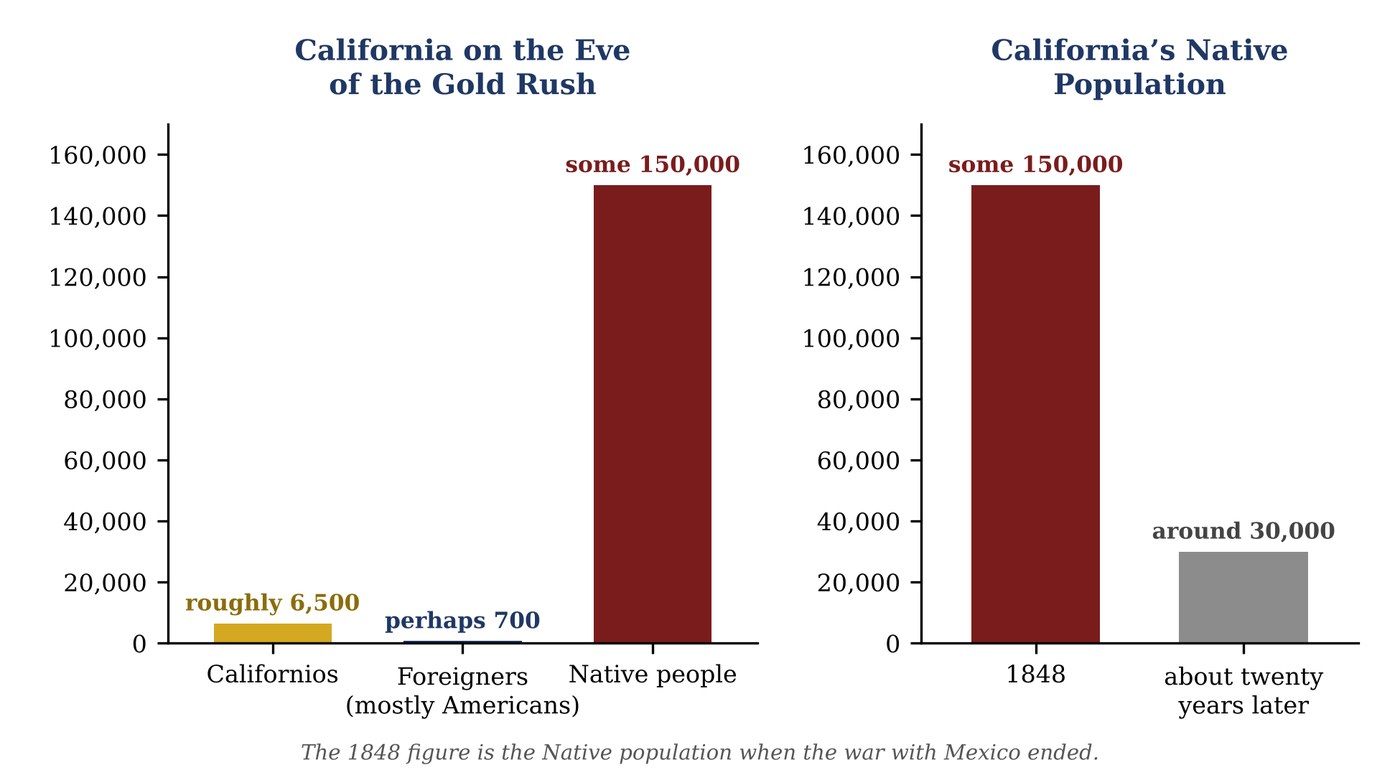 California on the Eve
of the Gold Rush
160,000
140,000
120,000
100,000
80,000
60,000
40,000
20,000
0
roughly 6,500
perhaps 700
some 150,000
Californios
Foreigners
(mostly Americans)
Native people
California’s Native
Population
160,000
140,000
120,000
100,000
80,000
60,000
40,000
20,000
0
some 150,000
around 30,000
1848
about twenty
years later
The 1848 figure is the Native population when the war with Mexico ended.